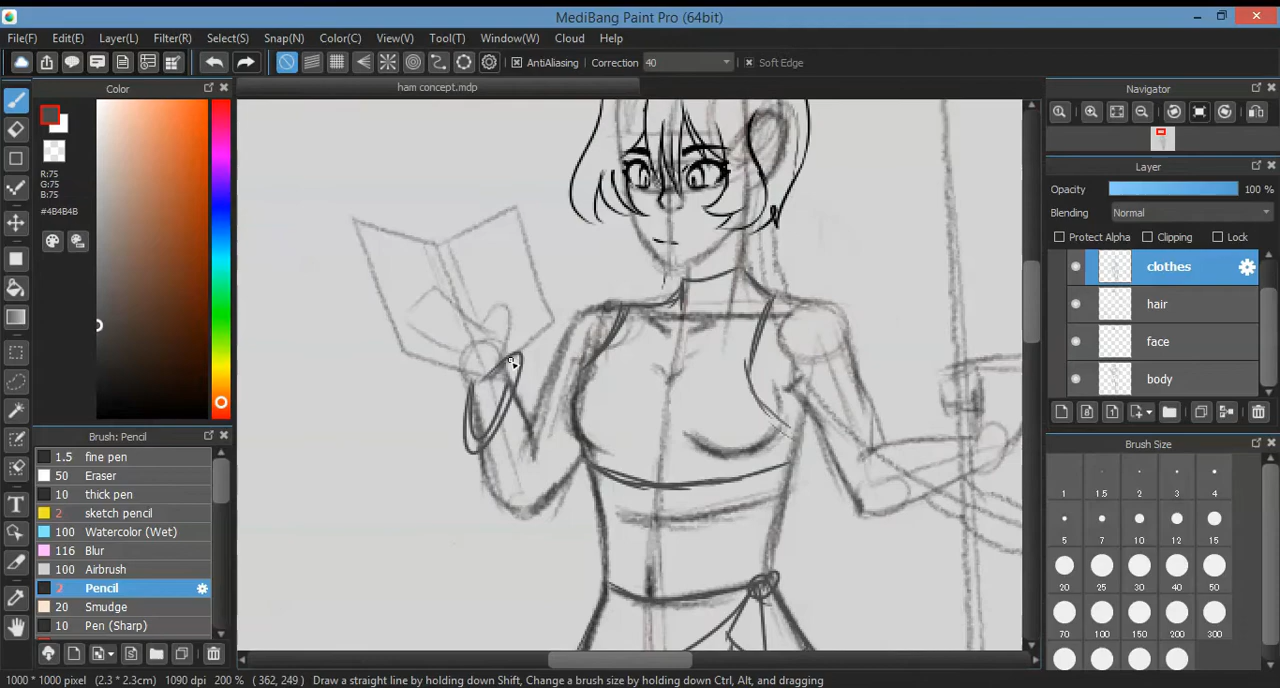 MediBang Paint Pro (64bit)
File(F) Edit(E) Layer(L) Filter(R) Select(S) Snap(N) Color(C) View(V) Tool(T) Window(W) Cloud Help
AntiAliasing Correction 40 Soft Edge
Color
ham concept.mdp
Navigator
R:75
G:75
B:75
#4B4B4B
Layer
Opacity 100 %
Blending Normal
Protect Alpha Clipping Lock
clothes
hair
face
body
Brush: Pencil
1.5 fine pen
50 Eraser
10 thick pen
2 sketch pencil
100 Watercolor (Wet)
116 Blur
100 Airbrush
2 Pencil
20 Smudge
10 Pen (Sharp)
Brush Size
1 1.5 2 3 4
5 7 10 12 15
20 25 30 40 50
70 100 150 200 300
1000 * 1000 pixel (2.3 * 2.3cm) 1090 dpi 200 % ( 362, 249 ) Draw a straight line by holding down Shift, Change a brush size by holding down Ctrl, Alt, and dragging